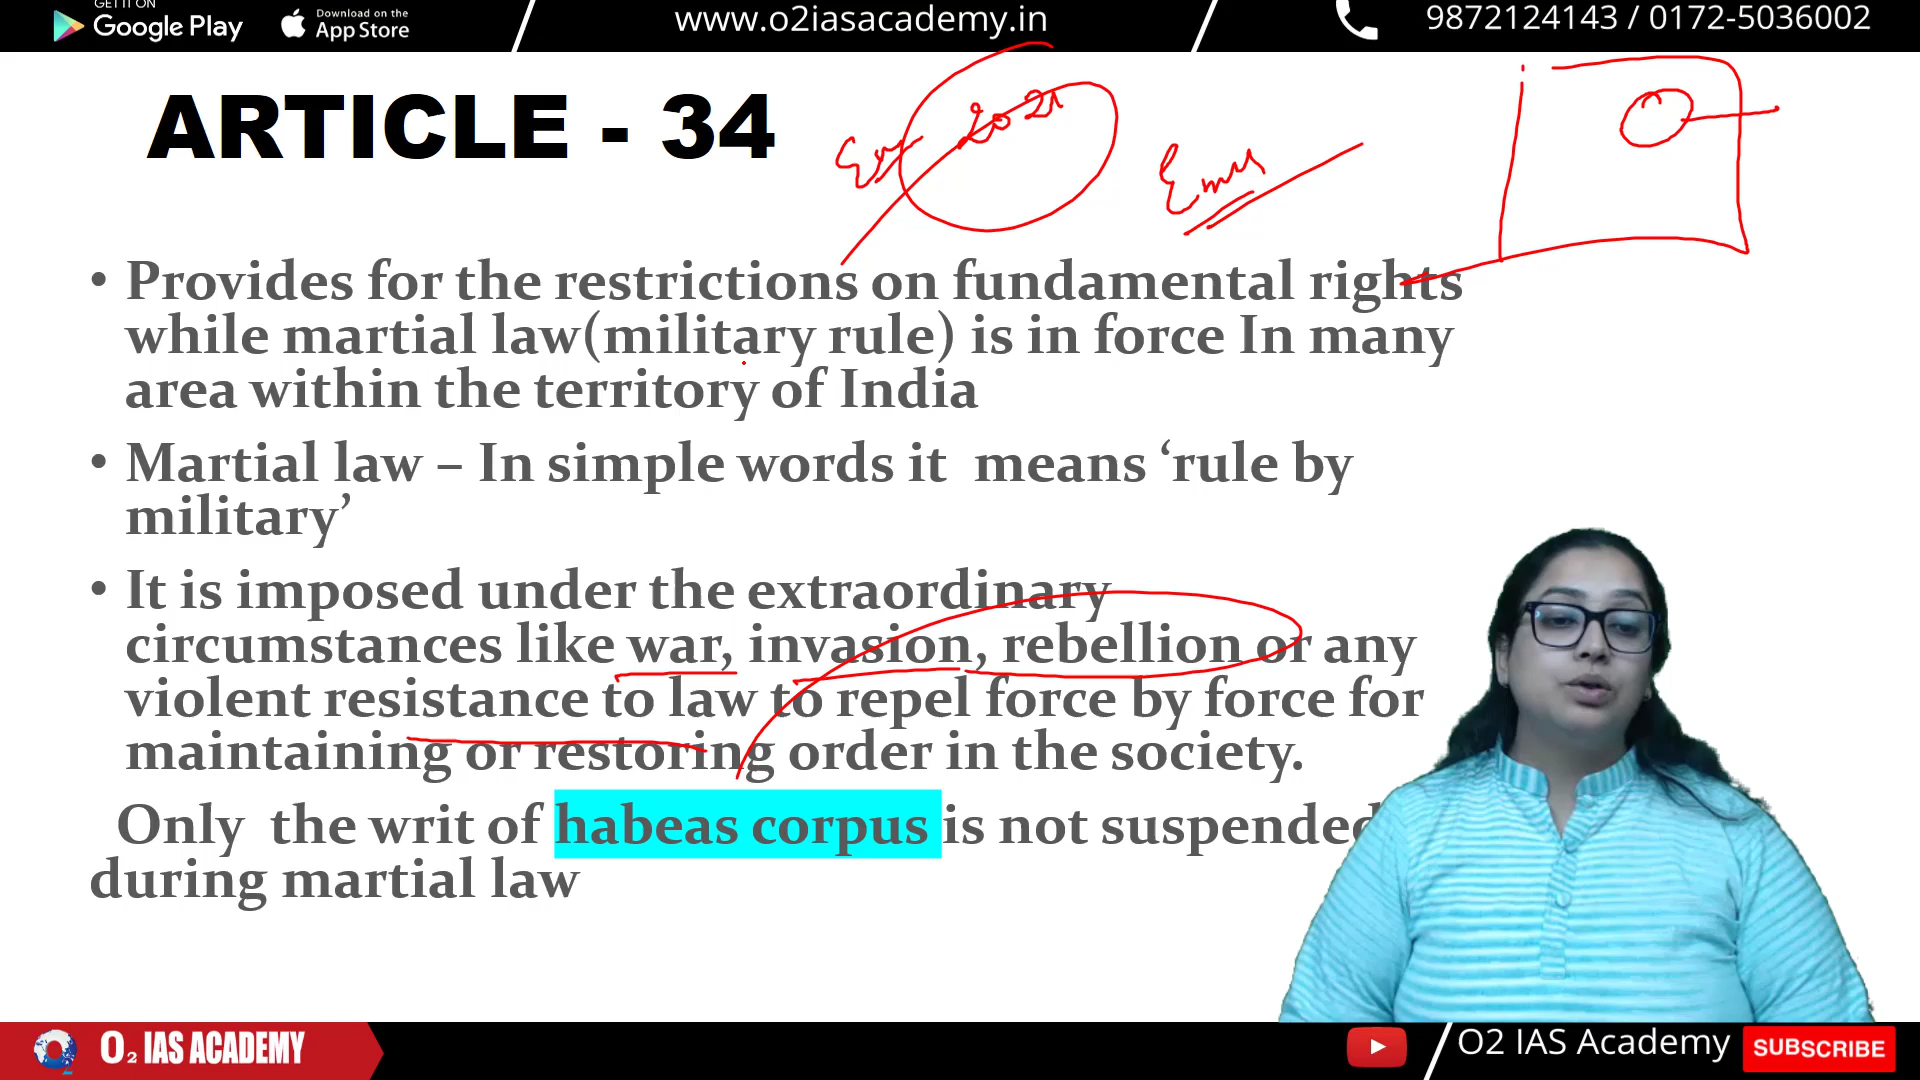 GET IT ON
Google Play
Download on the
App Store
www.o2iasacademy.in
9872124143 / 0172-5036002
ARTICLE - 34
2021
• Provides for the restrictions on fundamental rights
while martial law(military rule) is in force In many
area within the territory of India
• Martial law – In simple words it means ‘rule by
military’
• It is imposed under the extraordinary
circumstances like war, invasion, rebellion or any
violent resistance to law to repel force by force for
maintaining or restoring order in the society.
Only the writ of habeas corpus is not suspended
during martial law
O2 IAS ACADEMY
O2 IAS Academy
SUBSCRIBE